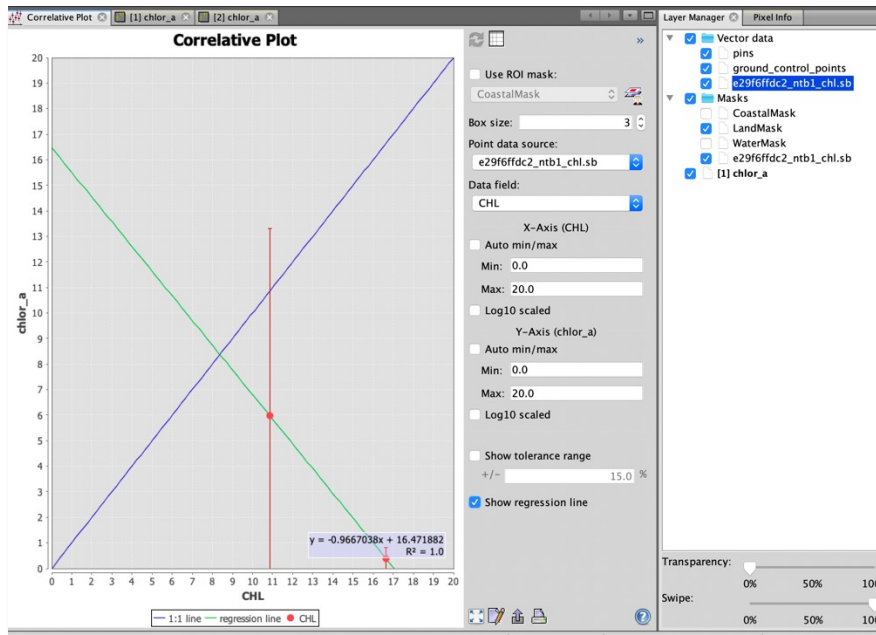 Correlative Plot
[1] chlor_a
[2] chlor_a
Correlative Plot
20
19
18
17
16
15
14
13
12
11
10
9
8
7
6
5
4
3
2
1
0
chlor_a
y = -0.9667038x + 16.471882
R² = 1.0
0 1 2 3 4 5 6 7 8 9 10 11 12 13 14 15 16 17 18 19 20
CHL
1:1 line regression line CHL
»
Use ROI mask:
CoastalMask
Box size: 3
Point data source:
e29f6ffdc2_ntb1_chl.sb
Data field:
CHL
X-Axis (CHL)
Auto min/max
Min: 0.0
Max: 20.0
Log10 scaled
Y-Axis (chlor_a)
Auto min/max
Min: 0.0
Max: 20.0
Log10 scaled
Show tolerance range
+/- 15.0 %
Show regression line
?
Layer Manager
Pixel Info
Vector data
pins
ground_control_points
e29f6ffdc2_ntb1_chl.sb
Masks
CoastalMask
LandMask
WaterMask
e29f6ffdc2_ntb1_chl.sb
[1] chlor_a
Transparency:
0% 50% 10
Swipe:
0% 50% 10